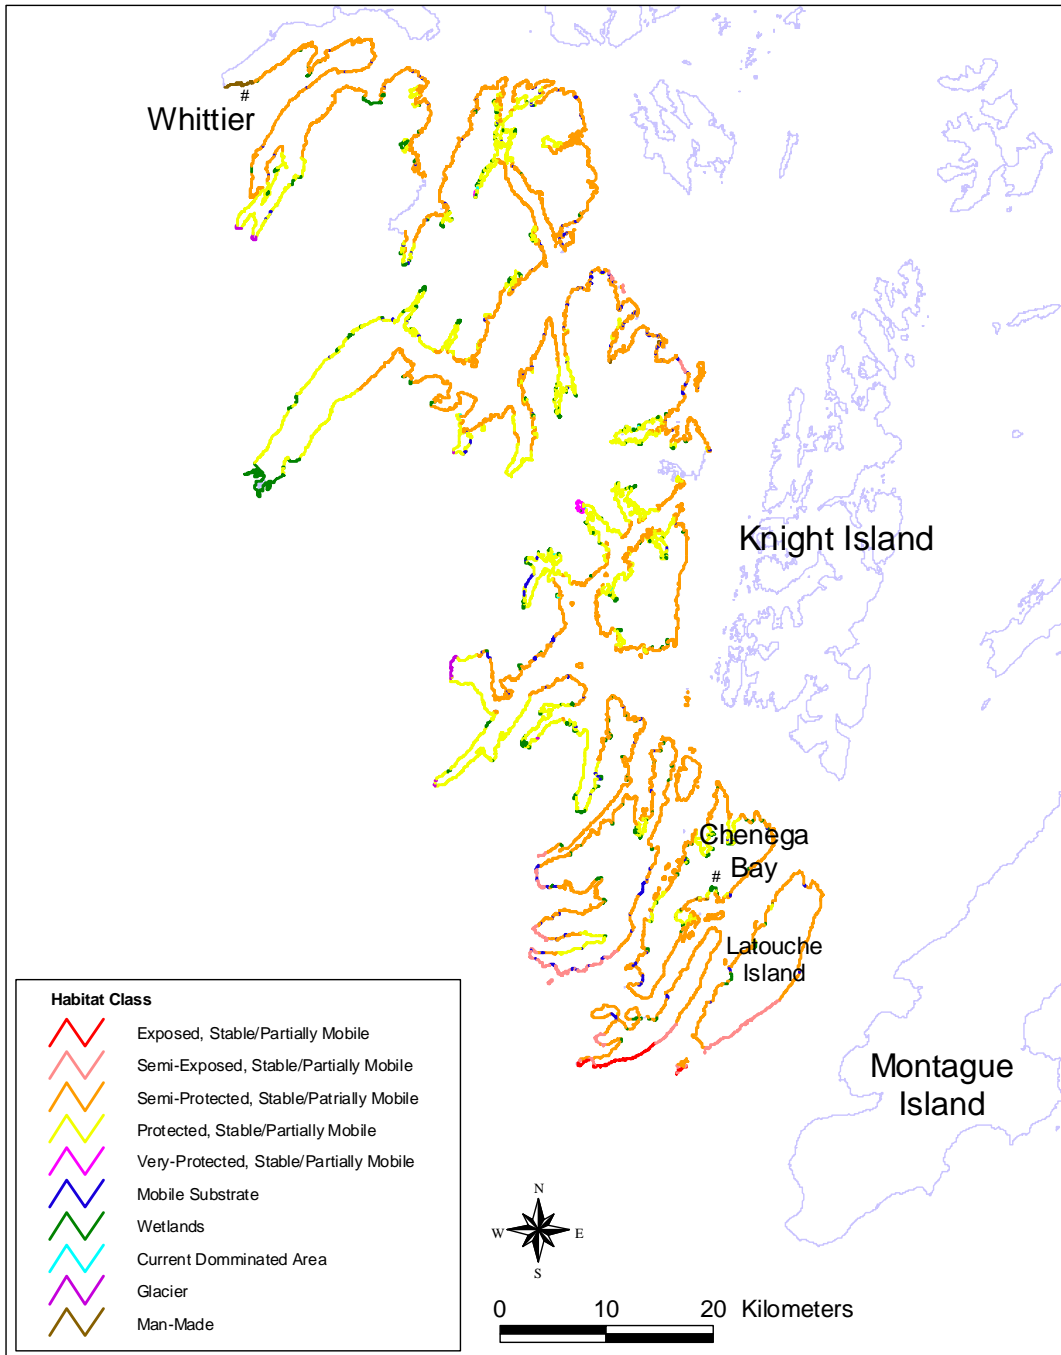 #
Whittier
Knight Island
Chenega
Bay
#
Latouche
Island
Montague
Island
Habitat Class
Exposed, Stable/Partially Mobile
Semi-Exposed, Stable/Partially Mobile
Semi-Protected, Stable/Patrially Mobile
Protected, Stable/Partially Mobile
Very-Protected, Stable/Partially Mobile
Mobile Substrate
Wetlands
Current Domminated Area
Glacier
Man-Made
N
W E
S
0 10 20 Kilometers